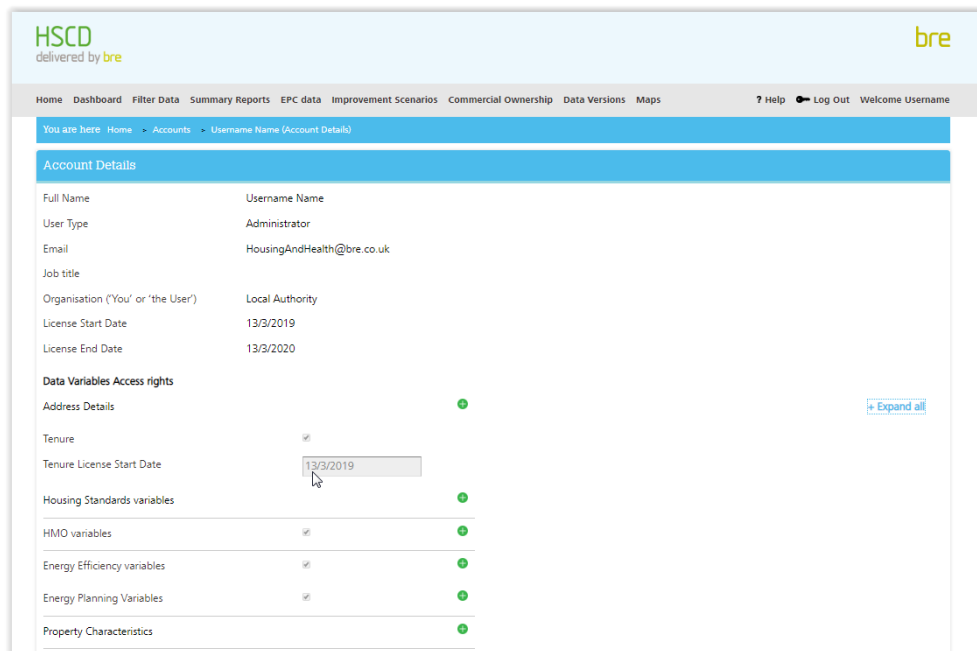 HSCD
delivered by bre
bre
Home Dashboard Filter Data Summary Reports EPC data Improvement Scenarios Commercial Ownership Data Versions Maps ? Help Log Out Welcome Username
You are here Home > Accounts > Username Name (Account Details)
Account Details
Full Name Username Name
User Type Administrator
Email HousingAndHealth@bre.co.uk
Job title
Organisation ('You' or 'the User') Local Authority
License Start Date 13/3/2019
License End Date 13/3/2020
Data Variables Access rights
Address Details + Expand all
Tenure
Tenure License Start Date 13/3/2019
Housing Standards variables
HMO variables
Energy Efficiency variables
Energy Planning Variables
Property Characteristics